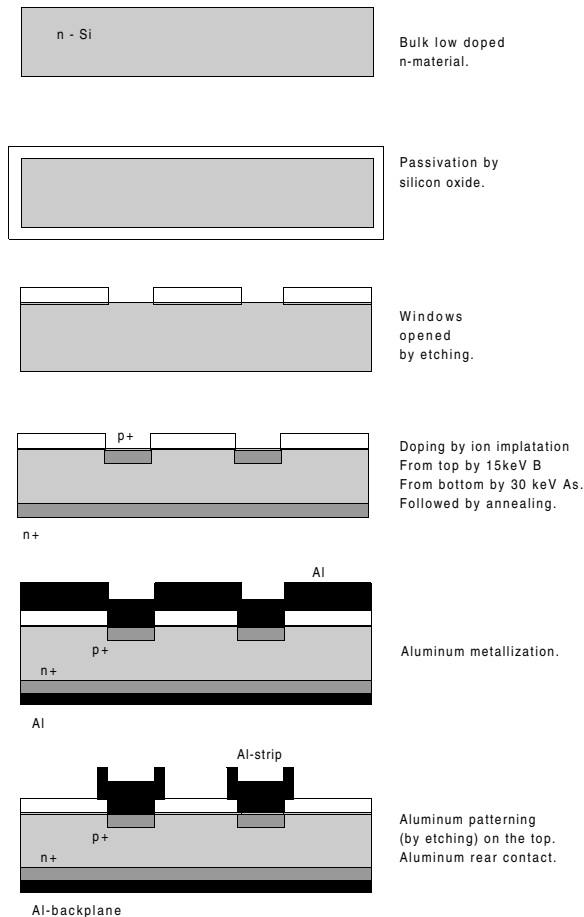 n - Si
Bulk low doped
n-material.
Passivation by
silicon oxide.
Windows
opened
by etching.
p+
Doping by ion implatation
From top by 15keV B
From bottom by 30 keV As.
Followed by annealing.
n+
Al
p+
Aluminum metallization.
n+
Al
Al-strip
Aluminum patterning
p+
(by etching) on the top.
n+
Aluminum rear contact.
Al-backplane